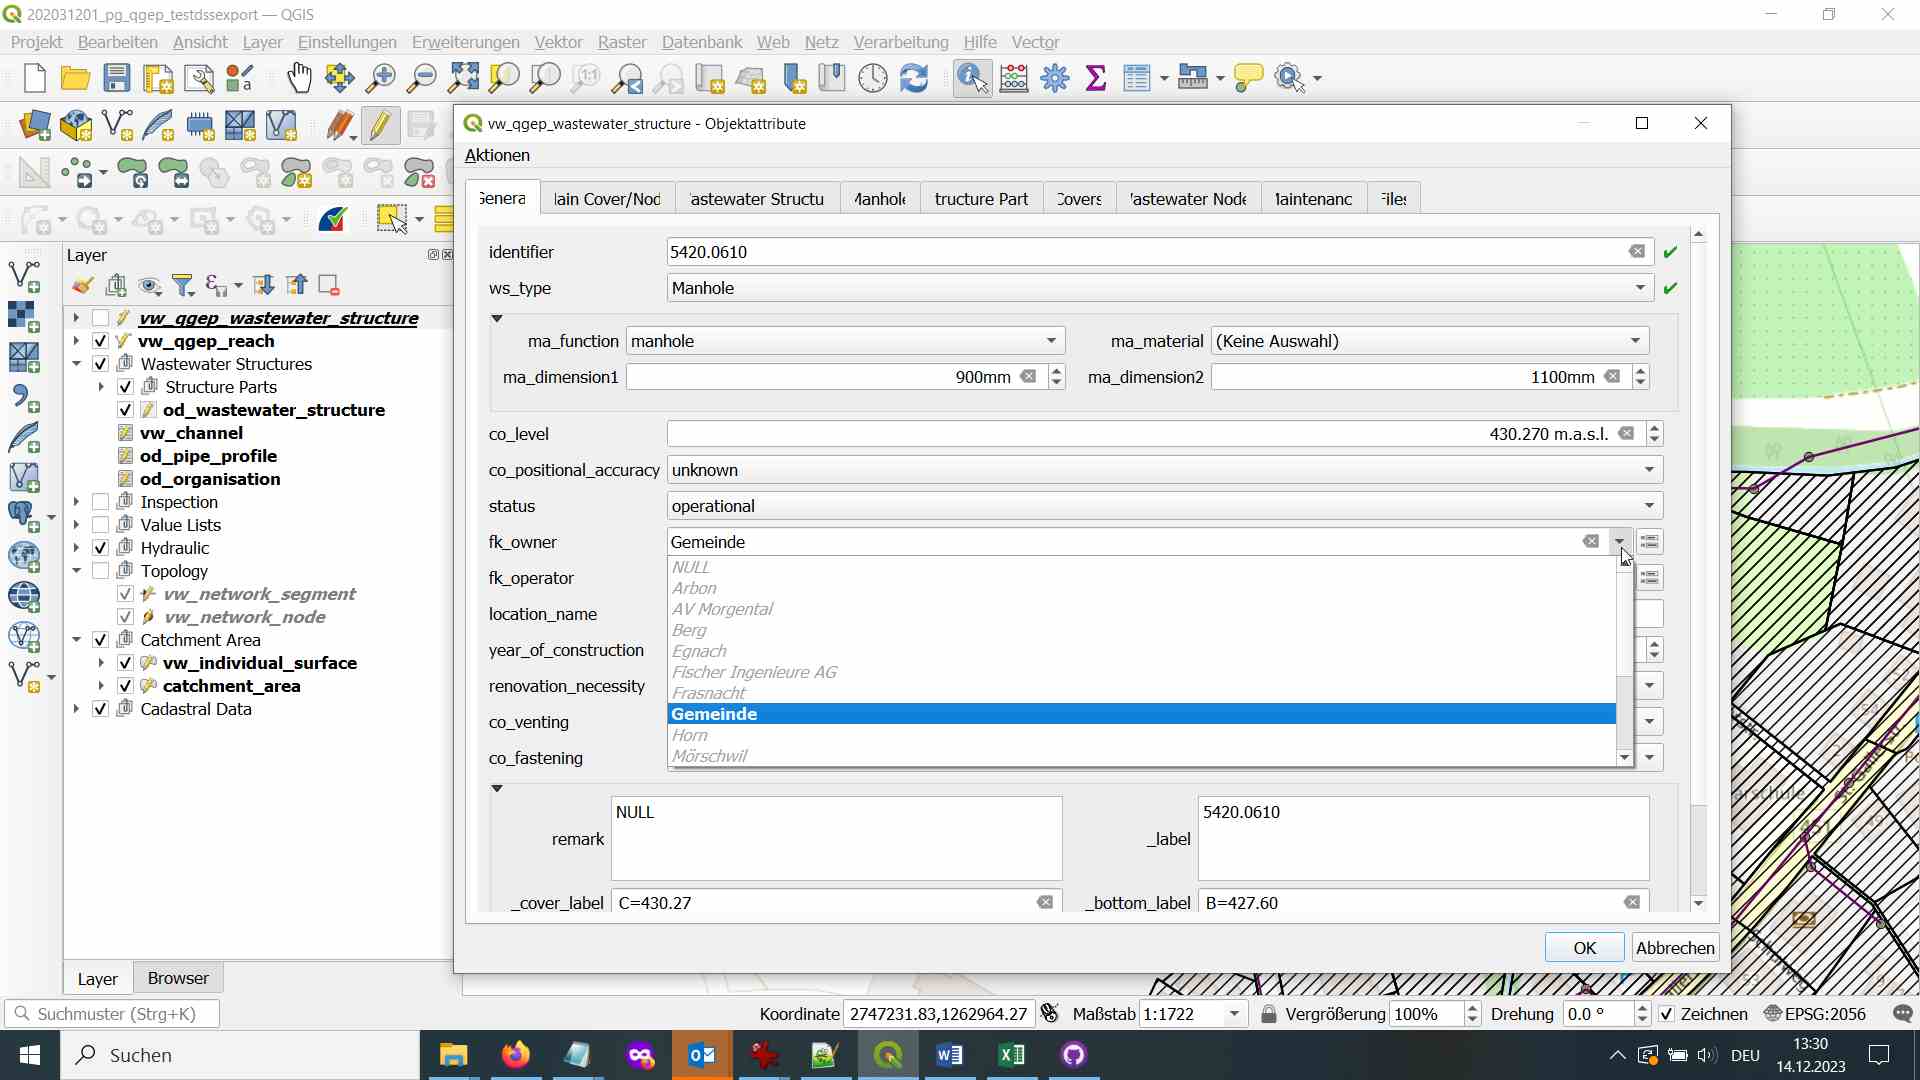 202031201_pg_qgep_testdssexport — QGIS
Projekt Bearbeiten Ansicht Layer Einstellungen Erweiterungen Vektor Raster Datenbank Web Netz Verarbeitung Hilfe Vector
vw_qgep_wastewater_structure - Objektattribute
Aktionen
Genera lain Cover/Nod astewater Structu Manhole tructure Part Covers astewater Node Maintenanc Files
identifier 5420.0610
ws_type Manhole
ma_function manhole ma_material (Keine Auswahl)
ma_dimension1 900mm ma_dimension2 1100mm
co_level 430.270 m.a.s.l.
co_positional_accuracy unknown
status operational
fk_owner Gemeinde
NULL
Arbon
AV Morgental
Berg
Egnach
Fischer Ingenieure AG
Frasnacht
Gemeinde
Horn
Mörschwil
fk_operator
location_name
year_of_construction
renovation_necessity
co_venting
co_fastening
remark NULL _label 5420.0610
_cover_label C=430.27 _bottom_label B=427.60
OK Abbrechen
Layer
vw_qgep_wastewater_structure
vw_qgep_reach
Wastewater Structures
Structure Parts
od_wastewater_structure
vw_channel
od_pipe_profile
od_organisation
Inspection
Value Lists
Hydraulic
Topology
vw_network_segment
vw_network_node
Catchment Area
vw_individual_surface
catchment_area
Cadastral Data
Layer Browser
Suchmuster (Strg+K) Koordinate 2747231.83,1262964.27 Maßstab 1:1722 Vergrößerung 100% Drehung 0.0 ° Zeichnen EPSG:2056
Suchen DEU 13:30
14.12.2023